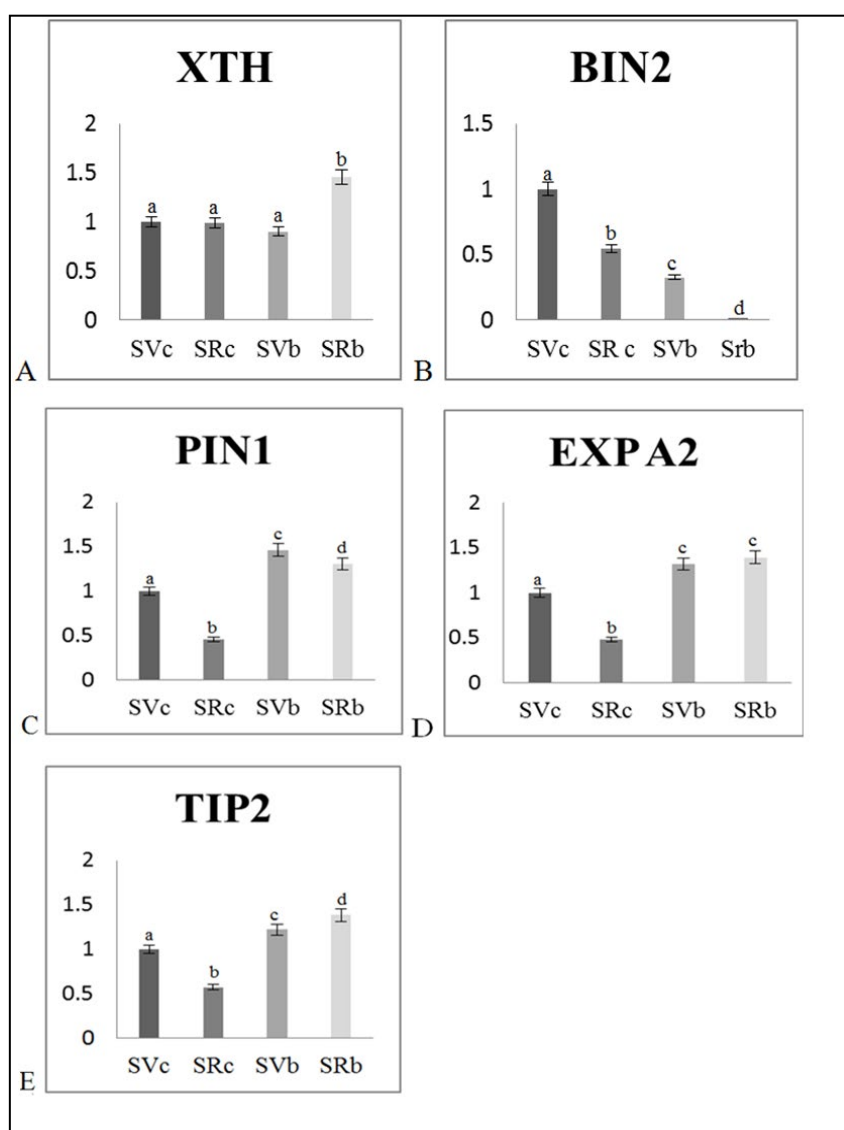 XTH
2
1.5
1
0.5
0
a a a b
SVc SRc SVb SRb
A
BIN2
1.5
1
0.5
0
a b c d
SVc SR c SVb Srb
B
PIN1
2
1.5
1
0.5
0
a b c d
SVc SRc SVb SRb
C
EXP A2
2
1.5
1
0.5
0
a b c c
SVc SRc SVb SRb
D
TIP2
2
1.5
1
0.5
0
a b c d
SVc SRc SVb SRb
E